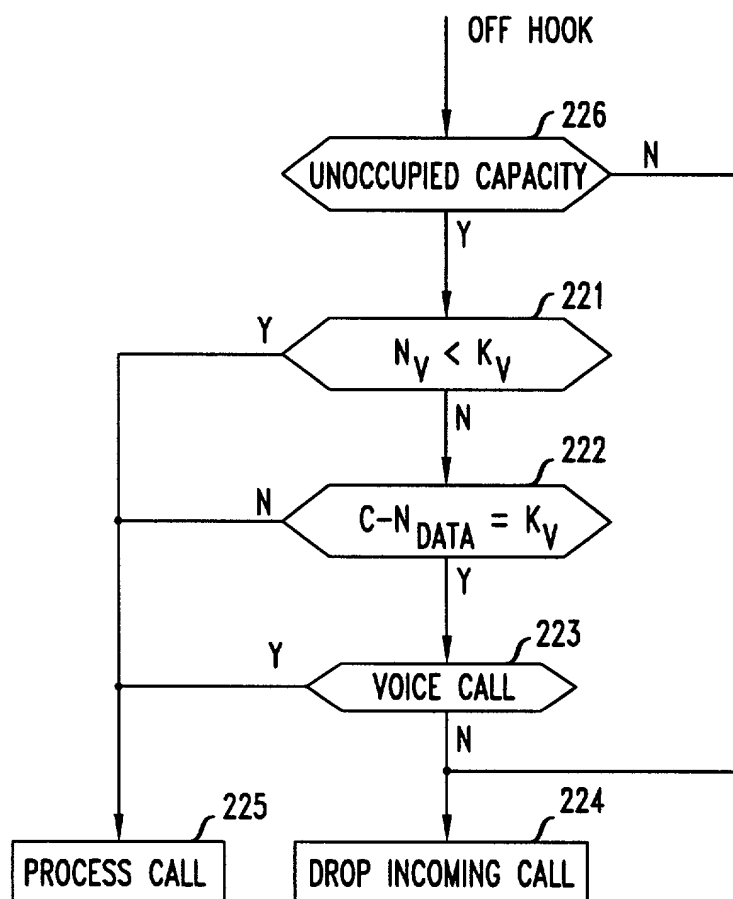 OFF HOOK
226
UNOCCUPIED CAPACITY
N
Y
221
Y
N_V < K_V
N
222
N
C-N_DATA = K_V
Y
223
Y
VOICE CALL
N
225
224
PROCESS CALL
DROP INCOMING CALL